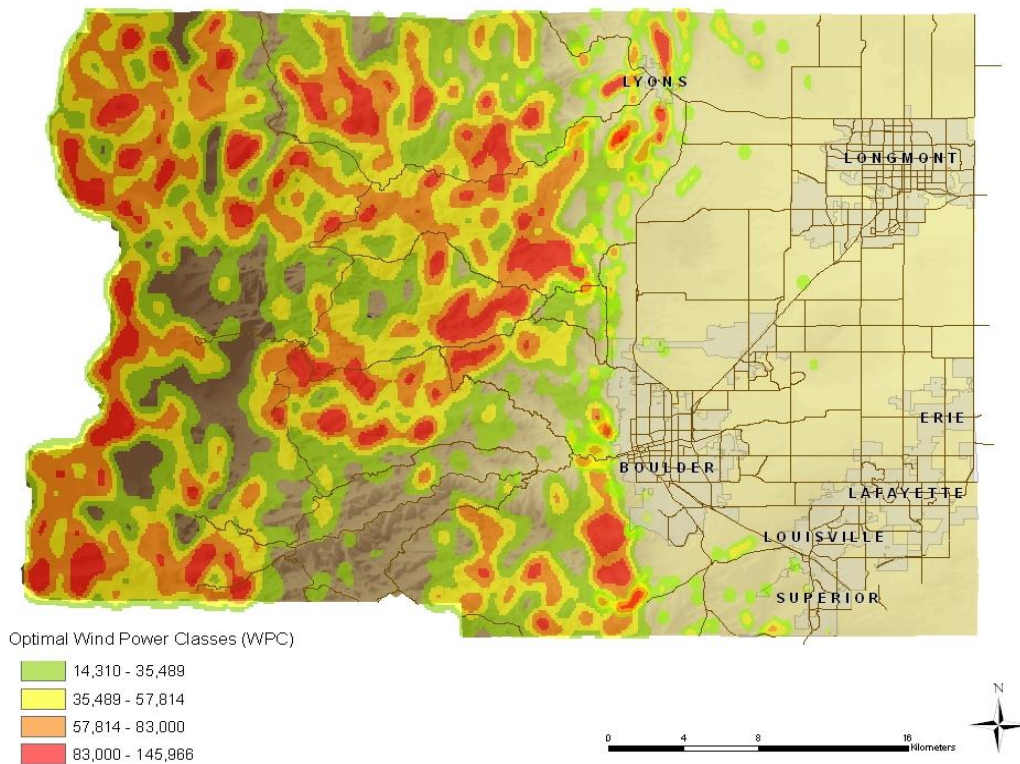 LYONS
LONGMONT
ERIE
BOULDER
LAFAYETTE
LOUISVILLE
SUPERIOR
Optimal Wind Power Classes (WPC)
14,310 - 35,489
35,489 - 57,814
57,814 - 83,000
83,000 - 145,966
N
0 4 8 16
Kilometers